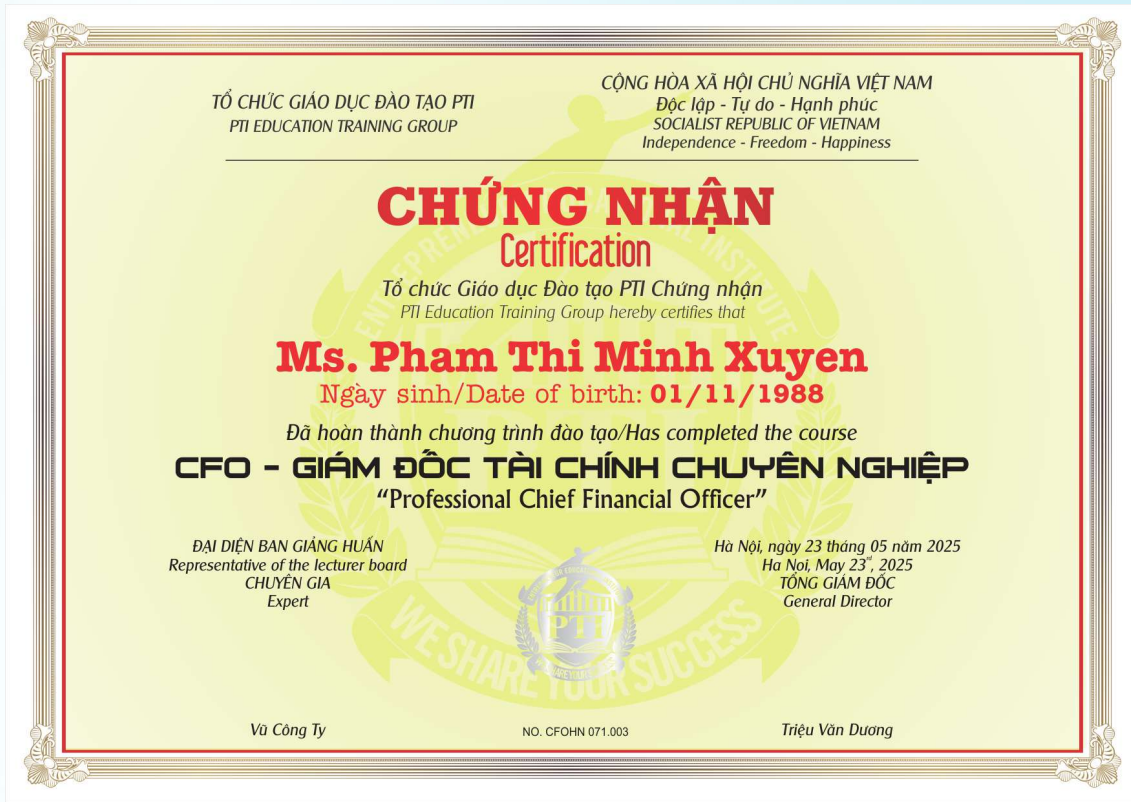 TỔ CHỨC GIÁO DỤC ĐÀO TẠO PTI
PTI EDUCATION TRAINING GROUP
CỘNG HÒA XÃ HỘI CHỦ NGHĨA VIỆT NAM
Độc lập - Tự do - Hạnh phúc
SOCIALIST REPUBLIC OF VIETNAM
Independence - Freedom - Happiness
CHỨNG NHẬN
Certification
Tổ chức Giáo dục Đào tạo PTI Chứng nhận
PTI Education Training Group hereby certifies that
Ms. Pham Thi Minh Xuyen
Ngày sinh/Date of birth: 01/11/1988
Đã hoàn thành chương trình đào tạo/Has completed the course
CFO - GIÁM ĐỐC TÀI CHÍNH CHUYÊN NGHIỆP
“Professional Chief Financial Officer”
ĐẠI DIỆN BAN GIẢNG HUẤN
Representative of the lecturer board
CHUYÊN GIA
Expert
Hà Nội, ngày 23 tháng 05 năm 2025
Ha Noi, May 23rd, 2025
TỔNG GIÁM ĐỐC
General Director
PTI
WE SHARE YOUR SUCCESS
Vũ Công Ty
NO. CFOHN 071.003
Triệu Văn Dương